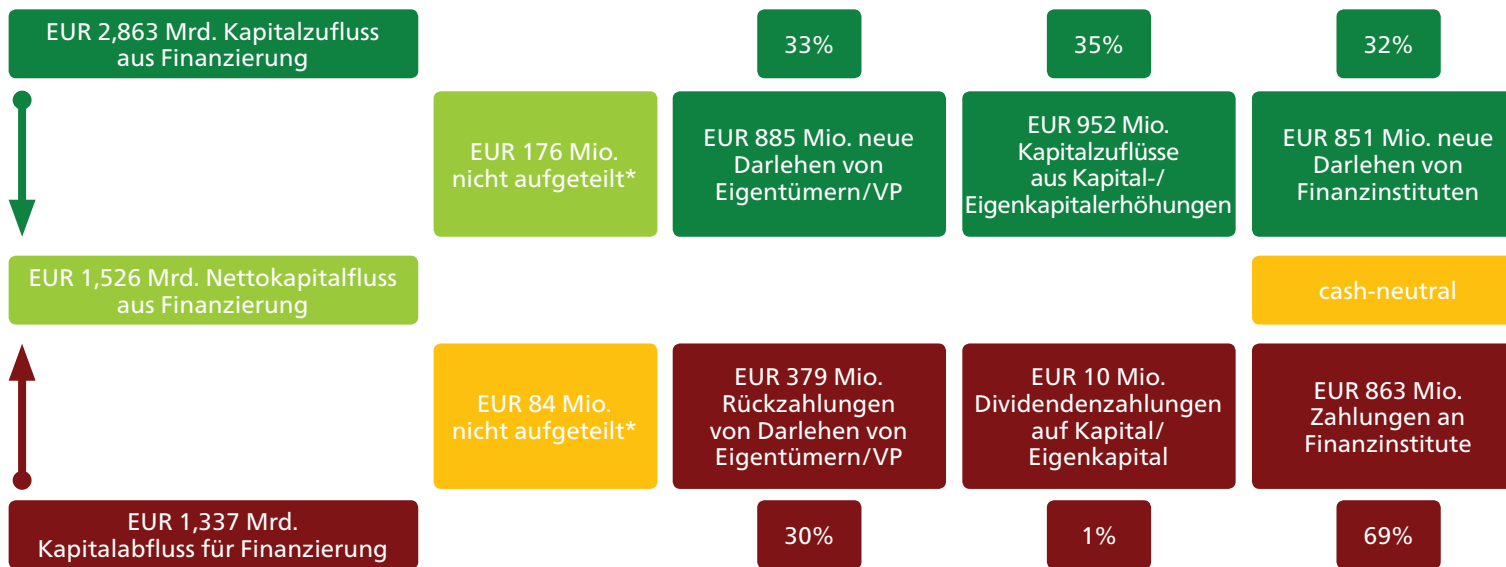 EUR 2,863 Mrd. Kapitalzufluss
aus Finanzierung
33%
35%
32%
EUR 176 Mio.
nicht aufgeteilt*
EUR 885 Mio. neue
Darlehen von
Eigentümern/VP
EUR 952 Mio.
Kapitalzuflüsse
aus Kapital-/
Eigenkapitalerhöhungen
EUR 851 Mio. neue
Darlehen von
Finanzinstituten
EUR 1,526 Mrd. Nettokapitalfluss
aus Finanzierung
cash-neutral
EUR 84 Mio.
nicht aufgeteilt*
EUR 379 Mio.
Rückzahlungen
von Darlehen von
Eigentümern/VP
EUR 10 Mio.
Dividendenzahlungen
auf Kapital/
Eigenkapital
EUR 863 Mio.
Zahlungen an
Finanzinstitute
EUR 1,337 Mrd.
Kapitalabfluss für Finanzierung
30%
1%
69%